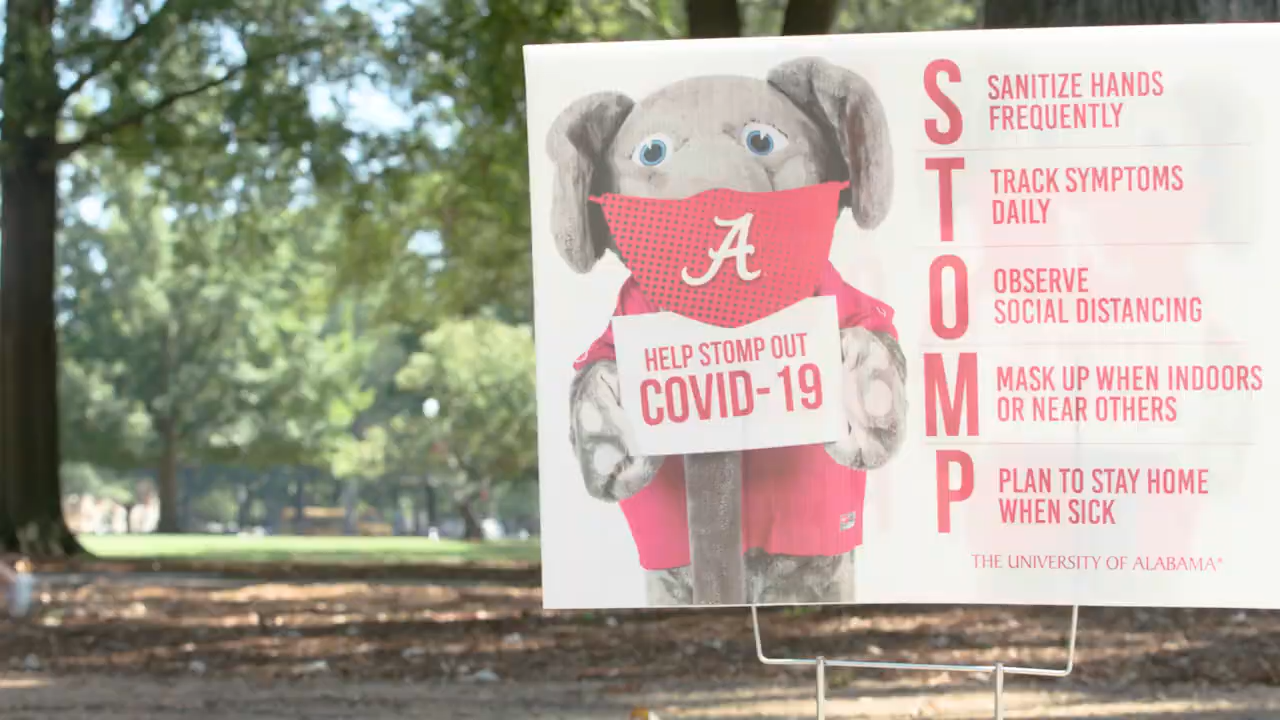 A
HELP STOMP OUT
COVID-19
S
SANITIZE HANDS
FREQUENTLY
T
TRACK SYMPTOMS
DAILY
O
OBSERVE
SOCIAL DISTANCING
M
MASK UP WHEN INDOORS
OR NEAR OTHERS
P
PLAN TO STAY HOME
WHEN SICK
THE UNIVERSITY OF ALABAMA®